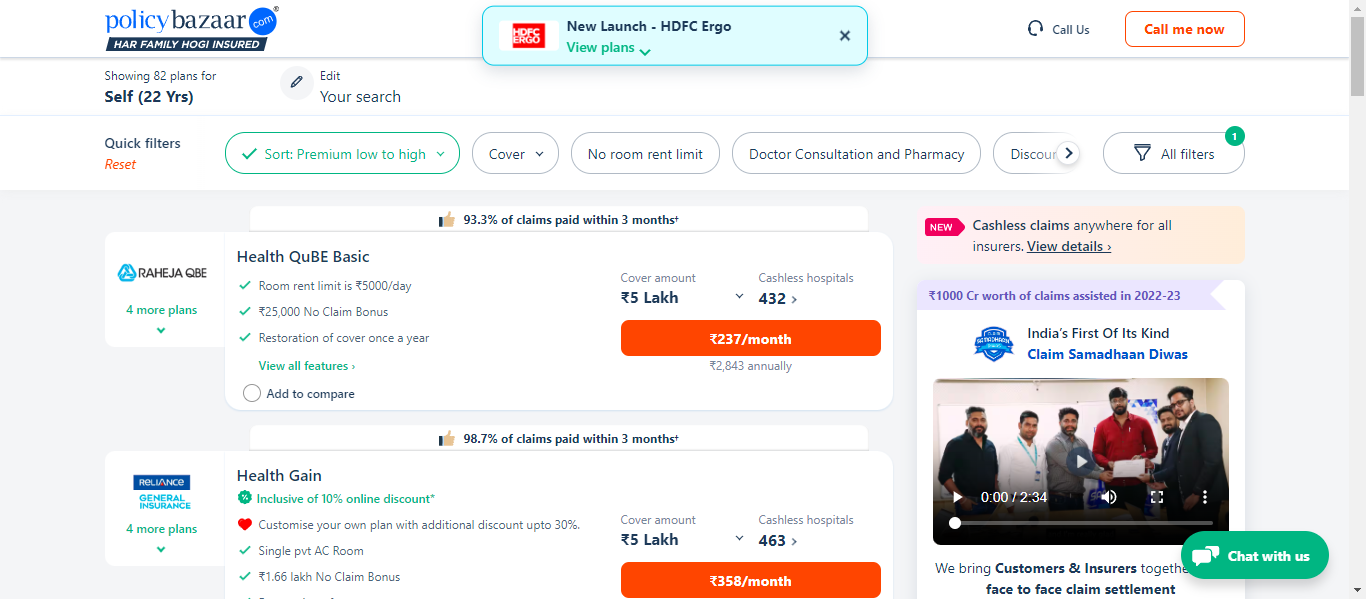 policybazaar.com
HAR FAMILY HOGI INSURED
HDFC ERGO
New Launch - HDFC Ergo
View plans
Call Us
Call me now
Showing 82 plans for
Self (22 Yrs)
Edit
Your search
Quick filters
Reset
Sort: Premium low to high
Cover
No room rent limit
Doctor Consultation and Pharmacy
Discou
All filters
1
93.3% of claims paid within 3 months†
RAHEJA QBE
4 more plans
Health QuBE Basic
Room rent limit is ₹5000/day
₹25,000 No Claim Bonus
Restoration of cover once a year
View all features ›
Add to compare
Cover amount
₹5 Lakh
Cashless hospitals
432 ›
₹237/month
₹2,843 annually
98.7% of claims paid within 3 months†
RELIANCE
GENERAL
INSURANCE
4 more plans
Health Gain
Inclusive of 10% online discount*
Customise your own plan with additional discount upto 30%.
Single pvt AC Room
₹1.66 lakh No Claim Bonus
Cover amount
₹5 Lakh
Cashless hospitals
463 ›
₹358/month
NEW
Cashless claims anywhere for all
insurers. View details ›
₹1000 Cr worth of claims assisted in 2022-23
SAMADHAAN
India's First Of Its Kind
Claim Samadhaan Diwas
0:00 / 2:34
Chat with us
We bring Customers & Insurers togethe
face to face claim settlement